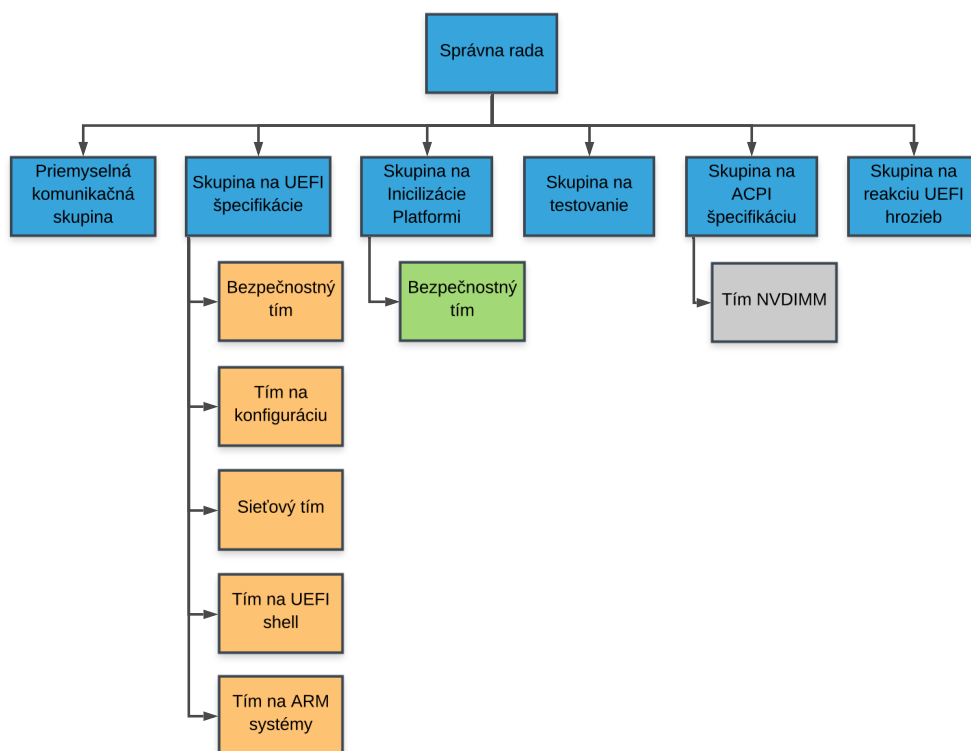 Správna rada
Priemyselná
komunikačná
skupina
Skupina na UEFI
špecifikácie
Skupina na
Inicilizácie
Platformi
Skupina na
testovanie
Skupina na
ACPI
špecifikáciu
Skupina na
reakciu UEFI
hrozieb
Bezpečnostný
tím
Bezpečnostný
tím
Tím NVDIMM
Tím na
konfiguráciu
Sieťový tím
Tím na UEFI
shell
Tím na ARM
systémy